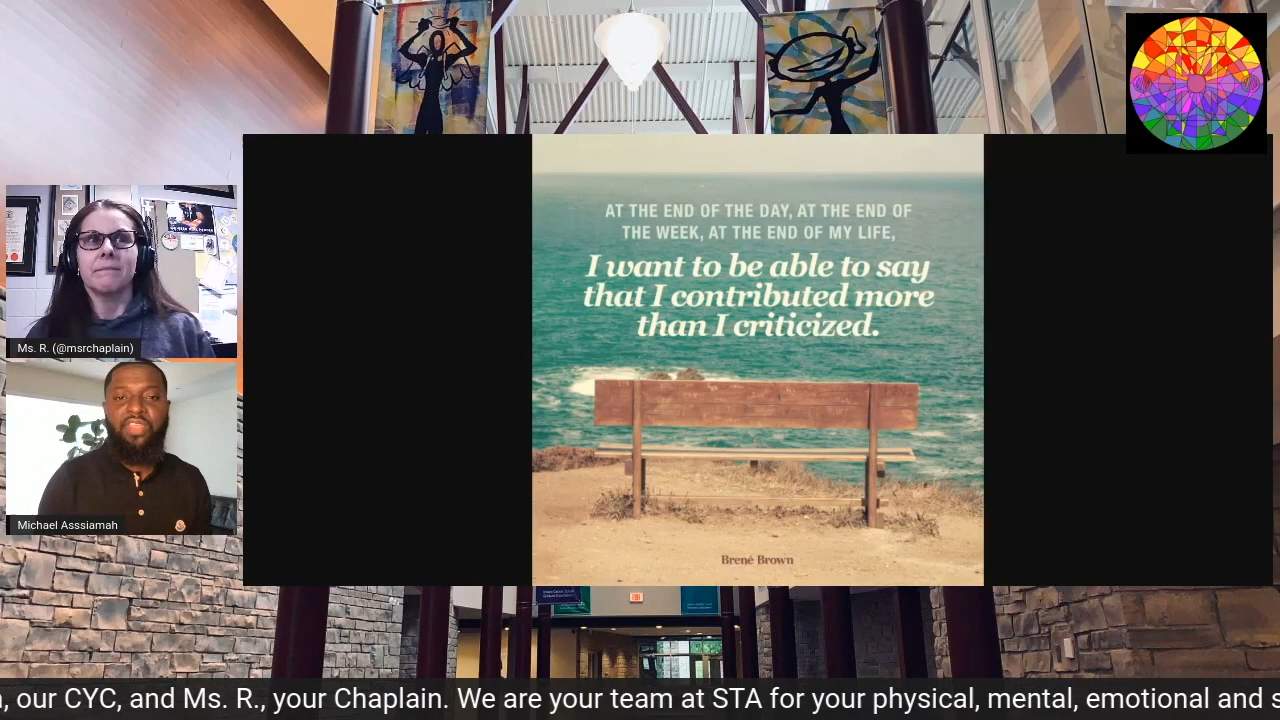 AT THE END OF THE DAY, AT THE END OF
THE WEEK, AT THE END OF MY LIFE,
I want to be able to say
that I contributed more
than I criticized.
Brené Brown
Ms. R. (@msrchaplain)
Michael Asssiamah
, our CYC, and Ms. R., your Chaplain. We are your team at STA for your physical, mental, emotional and s